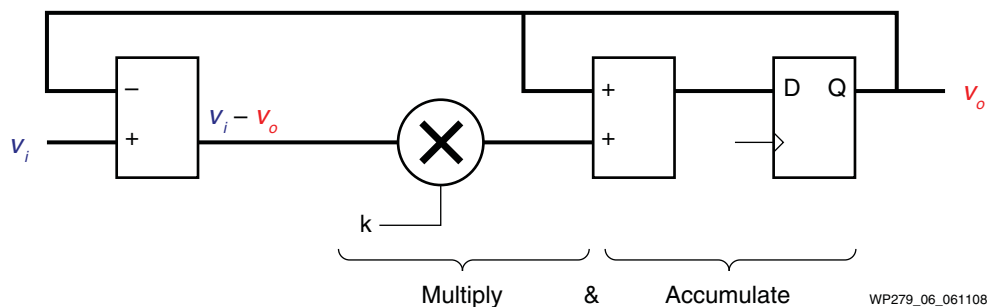 −
+
v_i
v_i – v_o
k
+
+
D Q
v_o
Multiply & Accumulate
WP279_06_061108